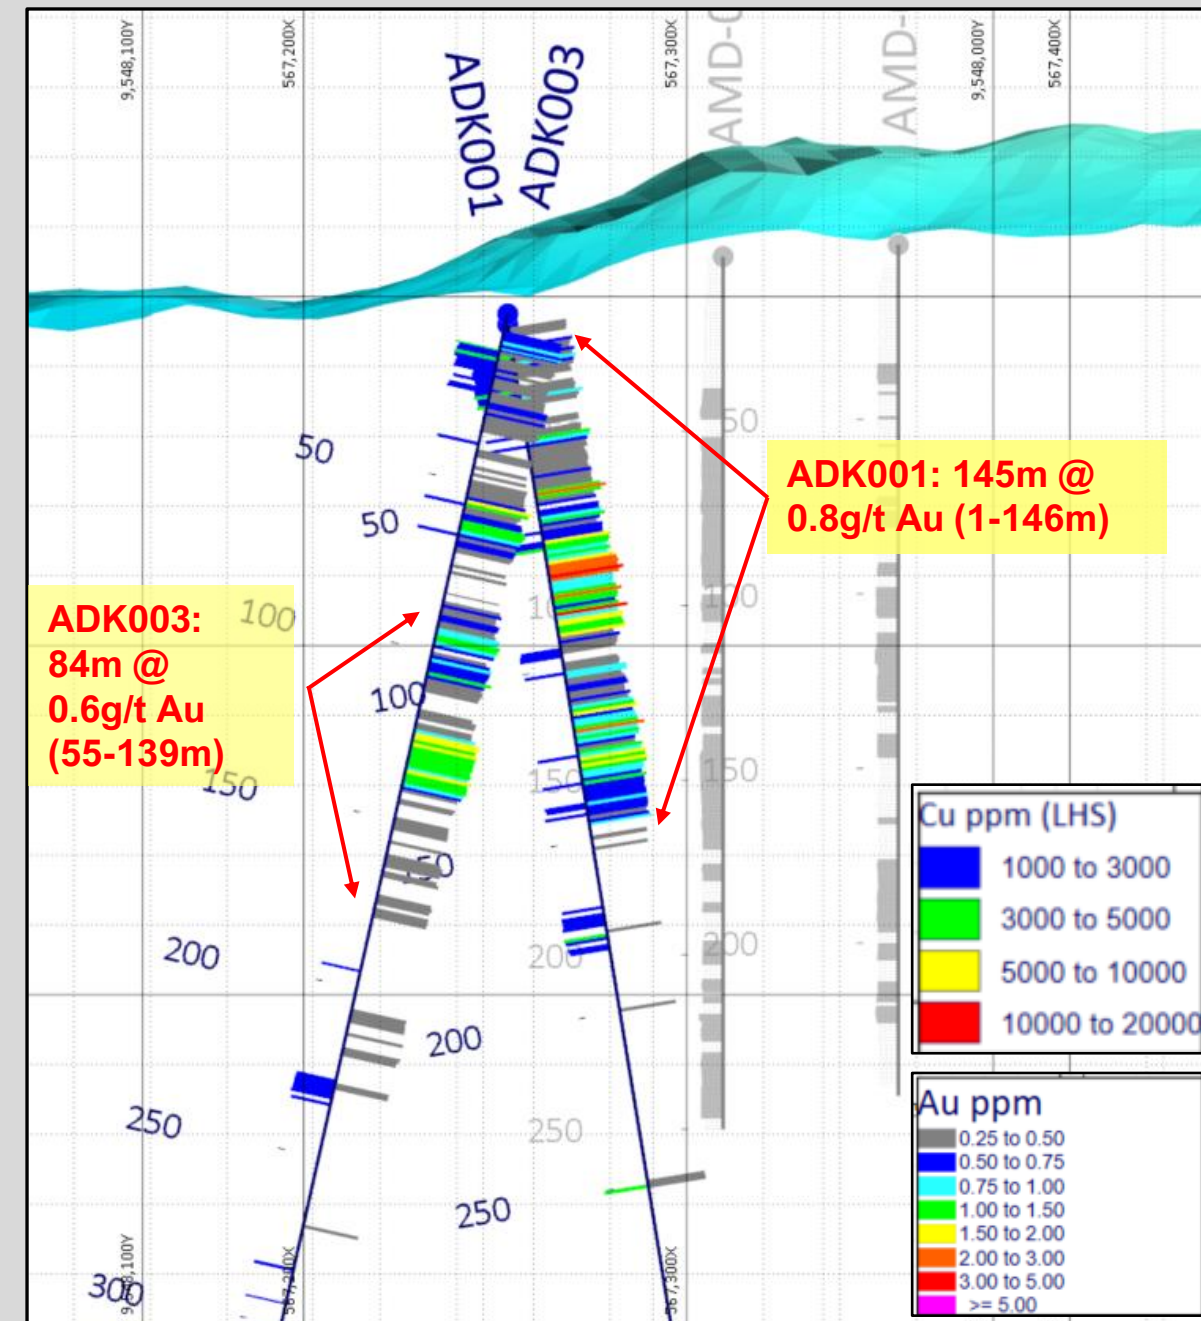 9,548,100Y
567,200X
ADK001
ADK003
567,300X
AMD-0
AMD-
9,548,000Y
567,400X
50
50
50
ADK001: 145m @
0.8g/t Au (1-146m)
ADK003:
84m @
0.6g/t Au
(55-139m)
100
100
100
150
150
150
Cu ppm (LHS)
1000 to 3000
3000 to 5000
5000 to 10000
10000 to 20000
200
200
200
200
Au ppm
0.25 to 0.50
0.50 to 0.75
0.75 to 1.00
1.00 to 1.50
1.50 to 2.00
2.00 to 3.00
3.00 to 5.00
>= 5.00
250
250
250
300
567,200X
567,300X